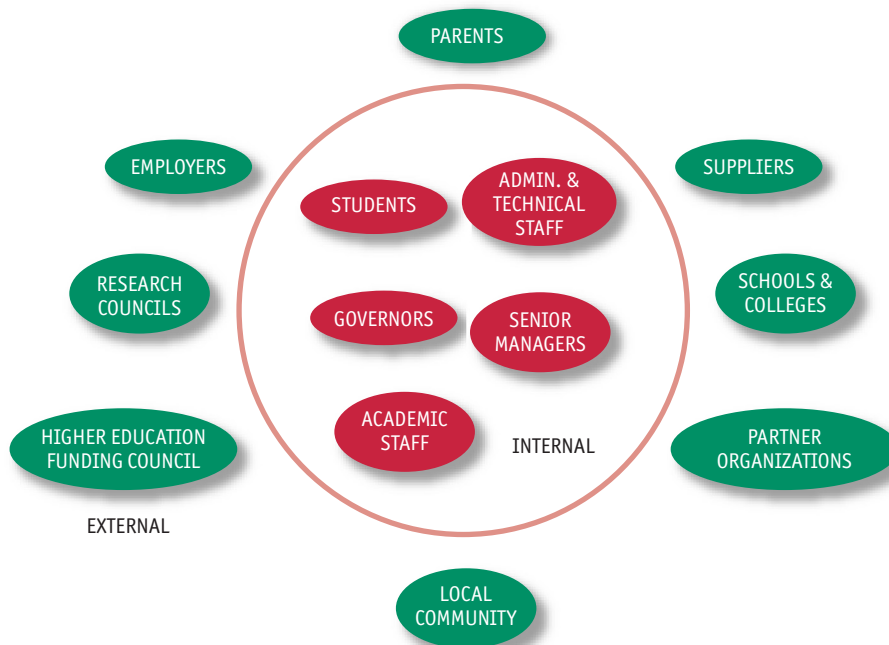 PARENTS
EMPLOYERS
SUPPLIERS
STUDENTS
ADMIN. &
TECHNICAL
STAFF
RESEARCH
COUNCILS
SCHOOLS &
COLLEGES
GOVERNORS
SENIOR
MANAGERS
ACADEMIC
STAFF
INTERNAL
HIGHER EDUCATION
FUNDING COUNCIL
PARTNER
ORGANIZATIONS
EXTERNAL
LOCAL
COMMUNITY